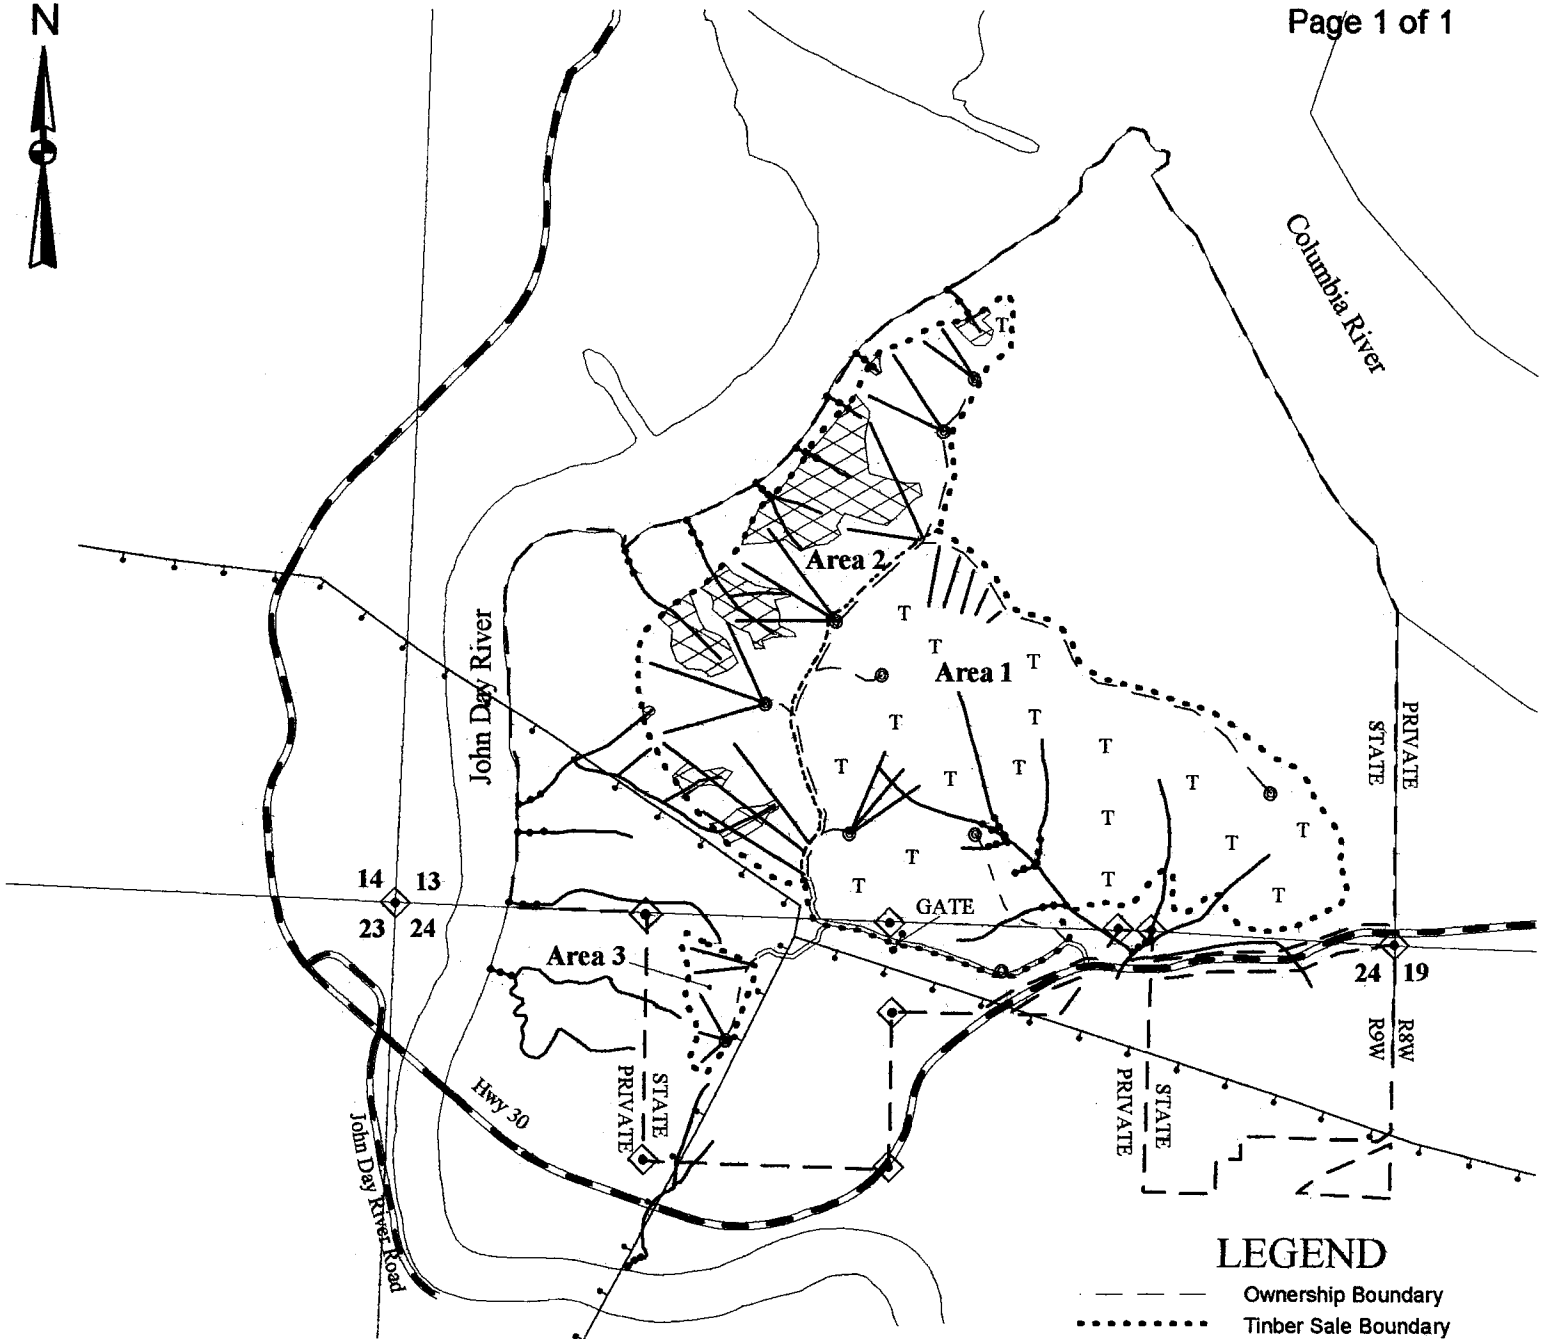 N
Page 1 of 1
Columbia River
T
Area 2
T
T
Area 1
T
John Day River
T
T
T
PRIVATE
STATE
T
T
T
T
T
T
T
T
T
T
T
T
14 13
23 24
GATE
Area 3
24 19
R8W
R9W
STATE
PRIVATE
STATE
PRIVATE
Hwy 30
John Day River Road
LEGEND
Ownership Boundary
Tinber Sale Boundary